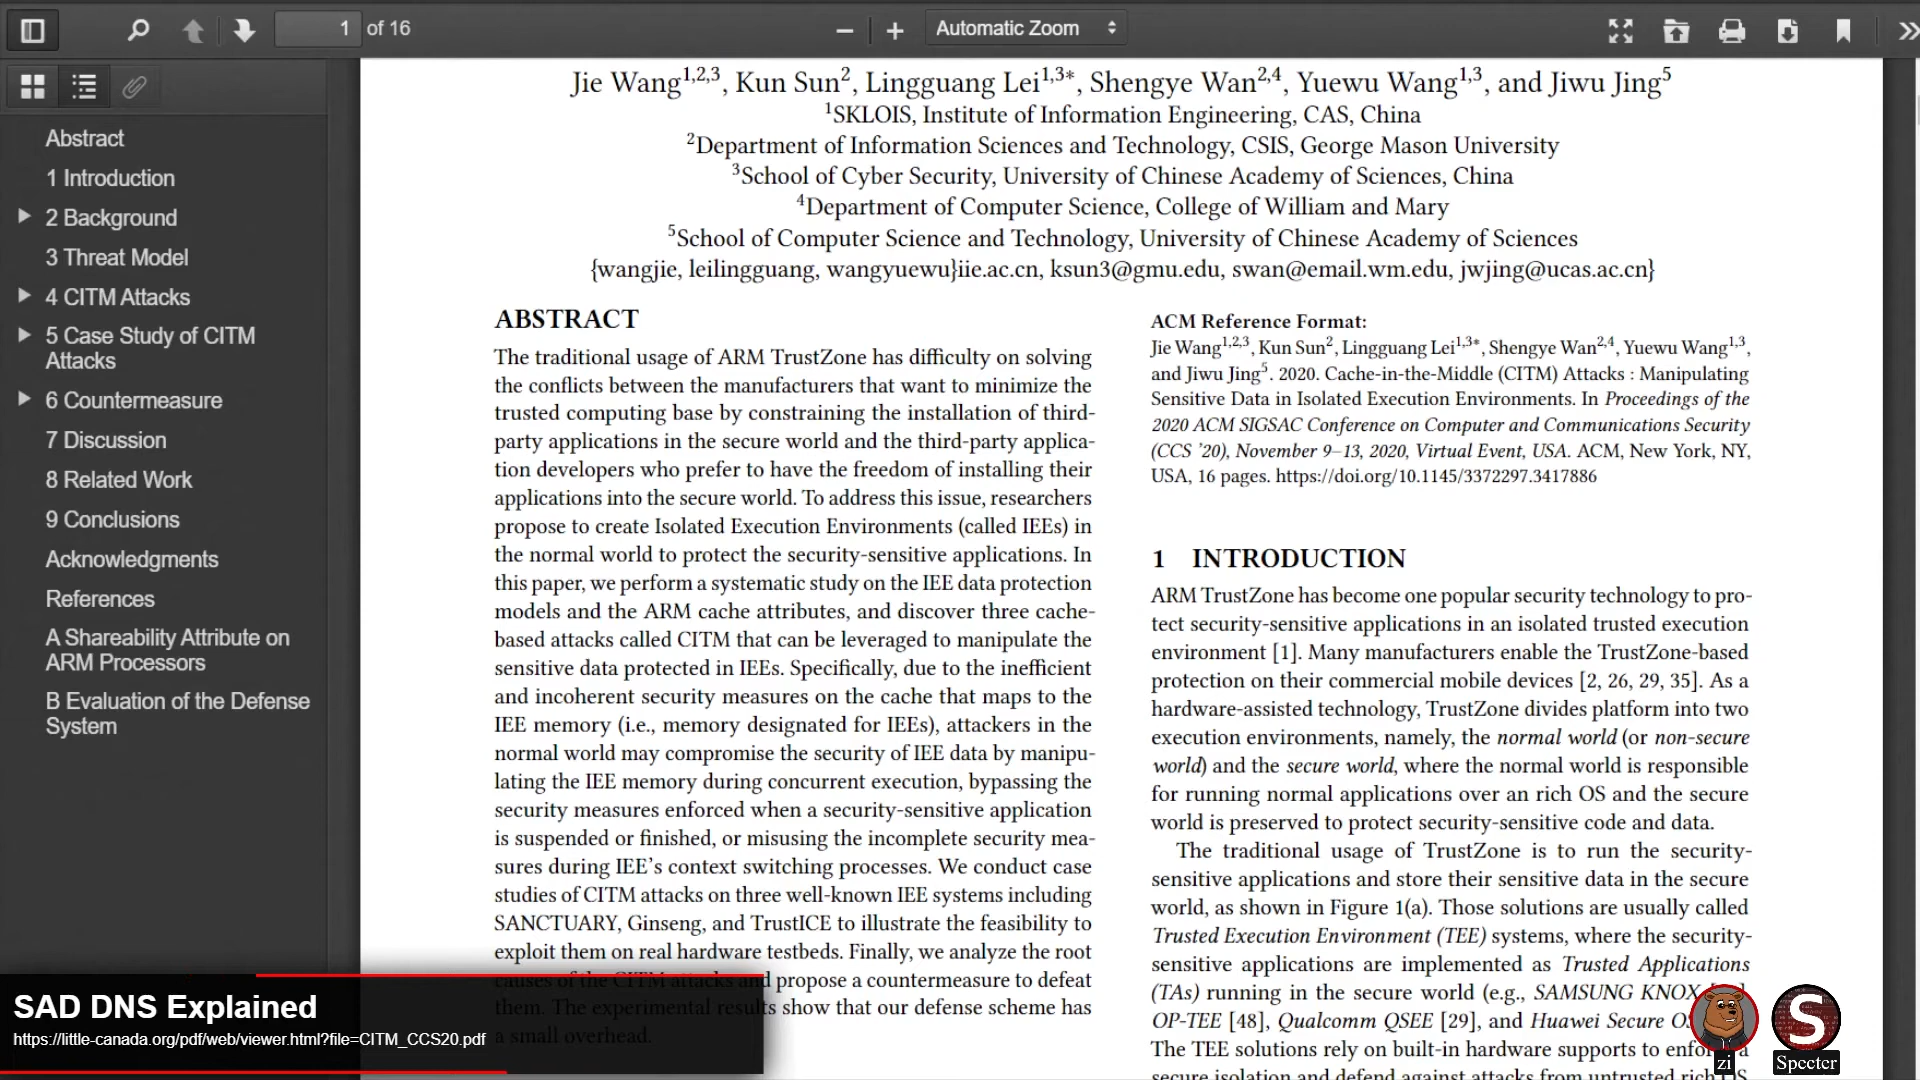 1 of 16
Automatic Zoom
Abstract
1 Introduction
2 Background
3 Threat Model
4 CITM Attacks
5 Case Study of CITM
Attacks
6 Countermeasure
7 Discussion
8 Related Work
9 Conclusions
Acknowledgments
References
A Shareability Attribute on
ARM Processors
B Evaluation of the Defense
System
Jie Wang1,2,3, Kun Sun2, Lingguang Lei1,3*, Shengye Wan2,4, Yuewu Wang1,3, and Jiwu Jing5
1SKLOIS, Institute of Information Engineering, CAS, China
2Department of Information Sciences and Technology, CSIS, George Mason University
3School of Cyber Security, University of Chinese Academy of Sciences, China
4Department of Computer Science, College of William and Mary
5School of Computer Science and Technology, University of Chinese Academy of Sciences
{wangjie, leilingguang, wangyuewu}iie.ac.cn, ksun3@gmu.edu, swan@email.wm.edu, jwjing@ucas.ac.cn}
ABSTRACT
The traditional usage of ARM TrustZone has difficulty on solving
the conflicts between the manufacturers that want to minimize the
trusted computing base by constraining the installation of third-
party applications in the secure world and the third-party applica-
tion developers who prefer to have the freedom of installing their
applications into the secure world. To address this issue, researchers
propose to create Isolated Execution Environments (called IEEs) in
the normal world to protect the security-sensitive applications. In
this paper, we perform a systematic study on the IEE data protection
models and the ARM cache attributes, and discover three cache-
based attacks called CITM that can be leveraged to manipulate the
sensitive data protected in IEEs. Specifically, due to the inefficient
and incoherent security measures on the cache that maps to the
IEE memory (i.e., memory designated for IEEs), attackers in the
normal world may compromise the security of IEE data by manipu-
lating the IEE memory during concurrent execution, bypassing the
security measures enforced when a security-sensitive application
is suspended or finished, or misusing the incomplete security mea-
sures during IEE's context switching processes. We conduct case
studies of CITM attacks on three well-known IEE systems including
SANCTUARY, Ginseng, and TrustICE to illustrate the feasibility to
exploit them on real hardware testbeds. Finally, we analyze the root
causes of the CITM attacks and propose a countermeasure to defeat
them. The experimental results show that our defense scheme has
a small overhead.
ACM Reference Format:
Jie Wang1,2,3, Kun Sun2, Lingguang Lei1,3*, Shengye Wan2,4, Yuewu Wang1,3,
and Jiwu Jing5. 2020. Cache-in-the-Middle (CITM) Attacks : Manipulating
Sensitive Data in Isolated Execution Environments. In Proceedings of the
2020 ACM SIGSAC Conference on Computer and Communications Security
(CCS '20), November 9–13, 2020, Virtual Event, USA. ACM, New York, NY,
USA, 16 pages. https://doi.org/10.1145/3372297.3417886
1 INTRODUCTION
ARM TrustZone has become one popular security technology to pro-
tect security-sensitive applications in an isolated trusted execution
environment [1]. Many manufacturers enable the TrustZone-based
protection on their commercial mobile devices [2, 26, 29, 35]. As a
hardware-assisted technology, TrustZone divides platform into two
execution environments, namely, the normal world (or non-secure
world) and the secure world, where the normal world is responsible
for running normal applications over an rich OS and the secure
world is preserved to protect security-sensitive code and data.
The traditional usage of TrustZone is to run the security-
sensitive applications and store their sensitive data in the secure
world, as shown in Figure 1(a). Those solutions are usually called
Trusted Execution Environment (TEE) systems, where the security-
sensitive applications are implemented as Trusted Applications
(TAs) running in the secure world (e.g., SAMSUNG KNOX
OP-TEE [48], Qualcomm QSEE [29], and Huawei Secure
The TEE solutions rely on built-in hardware supports to a
secure isolation and defend against attacks from untrusted rich OS.
SAD DNS Explained
https://little-canada.org/pdf/web/viewer.html?file=CITM_CCS20.pdf
zi
S
Specter